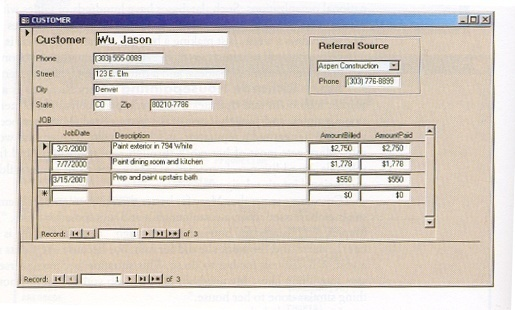 CUSTOMER
Customer Wu, Jason
Referral Source
Phone (303) 555-0089
Aspen Construction
Street 123 E. Elm
Phone (303) 776-8899
City Denver
State CO Zip 80210-7786
JOB
JobDate Description AmountBilled AmountPaid
3/3/2000 Paint exterior in 794 White $2,750 $2,750
7/7/2000 Paint dining room and kitchen $1,778 $1,778
3/15/2001 Prep and paint upstairs bath $550 $550
* $0 $0
Record: 1 of 3
Record: 1 of 3